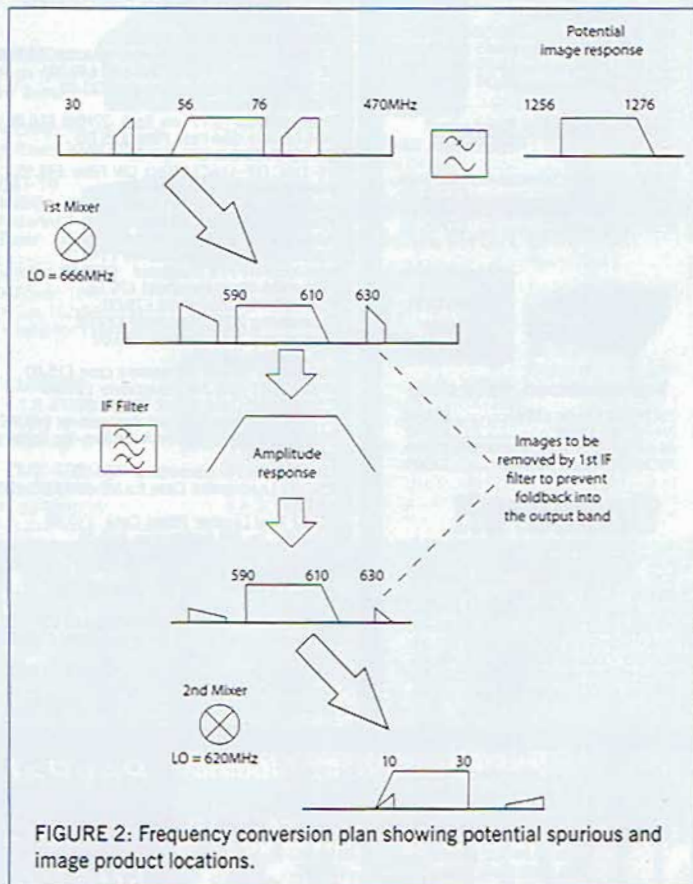 Potential
image response
30
56
76
470MHz
1256
1276
1st Mixer
LO = 666MHz
590
610
630
IF Filter
Amplitude
response
Images to be
removed by 1st IF
filter to prevent
foldback into
the output band
590
610
630
2nd Mixer
LO = 620MHz
10
30
FIGURE 2: Frequency conversion plan showing potential spurious and
image product locations.